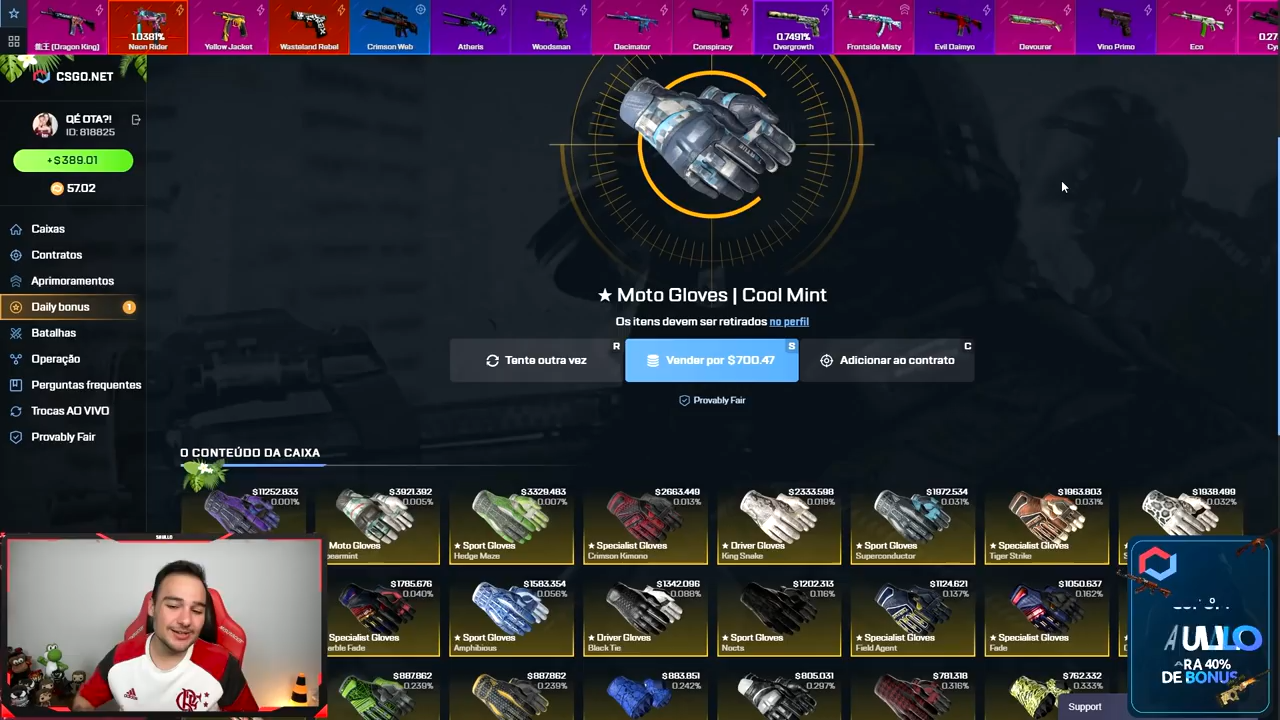 (Dragon King)
1.0381%
Neon Rider
Yellow Jacket
Wasteland Rebel
Crimson Web
Atheris
Woodsman
Decimator
Conspiracy
0.7491%
Overgrowth
Frontside Misty
Evil Daimyo
Devourer
Vino Primo
Eco
0.27
CSGO.NET
QÉ OTA?!
ID: 818825
+$389.01
57.02
Caixas
Contratos
Aprimoramentos
Daily bonus
1
Batalhas
Operação
Perguntas frequentes
Trocas AO VIVO
Provably Fair
★ Moto Gloves | Cool Mint
Os itens devem ser retirados no perfil
Tente outra vez
R
Vender por $700.47
S
Adicionar ao contrato
C
Provably Fair
O CONTEÚDO DA CAIXA
$11252.833
0.001%
$3921.392
0.005%
Moto Gloves
$3329.483
0.007%
★ Sport Gloves
Hedge Maze
$2663.449
0.013%
★ Specialist Gloves
Crimson Kimono
$2333.598
0.019%
★ Driver Gloves
King Snake
$1972.534
0.031%
★ Sport Gloves
Superconductor
$1963.803
0.031%
★ Specialist Gloves
Tiger Strike
$1938.499
0.032%
$1785.676
0.040%
Specialist Gloves
arble Fade
$1583.354
0.056%
★ Sport Gloves
Amphibious
$1342.096
0.088%
★ Driver Gloves
Black Tie
$1202.313
0.116%
★ Sport Gloves
Nocts
$1124.621
0.137%
★ Specialist Gloves
Field Agent
$1050.637
0.162%
★ Specialist Gloves
Fade
$887.862
0.239%
$887.862
0.239%
$883.851
0.242%
$805.031
0.297%
$781.318
0.316%
$762.332
0.333%
RA 40%
DE BONUS
Support